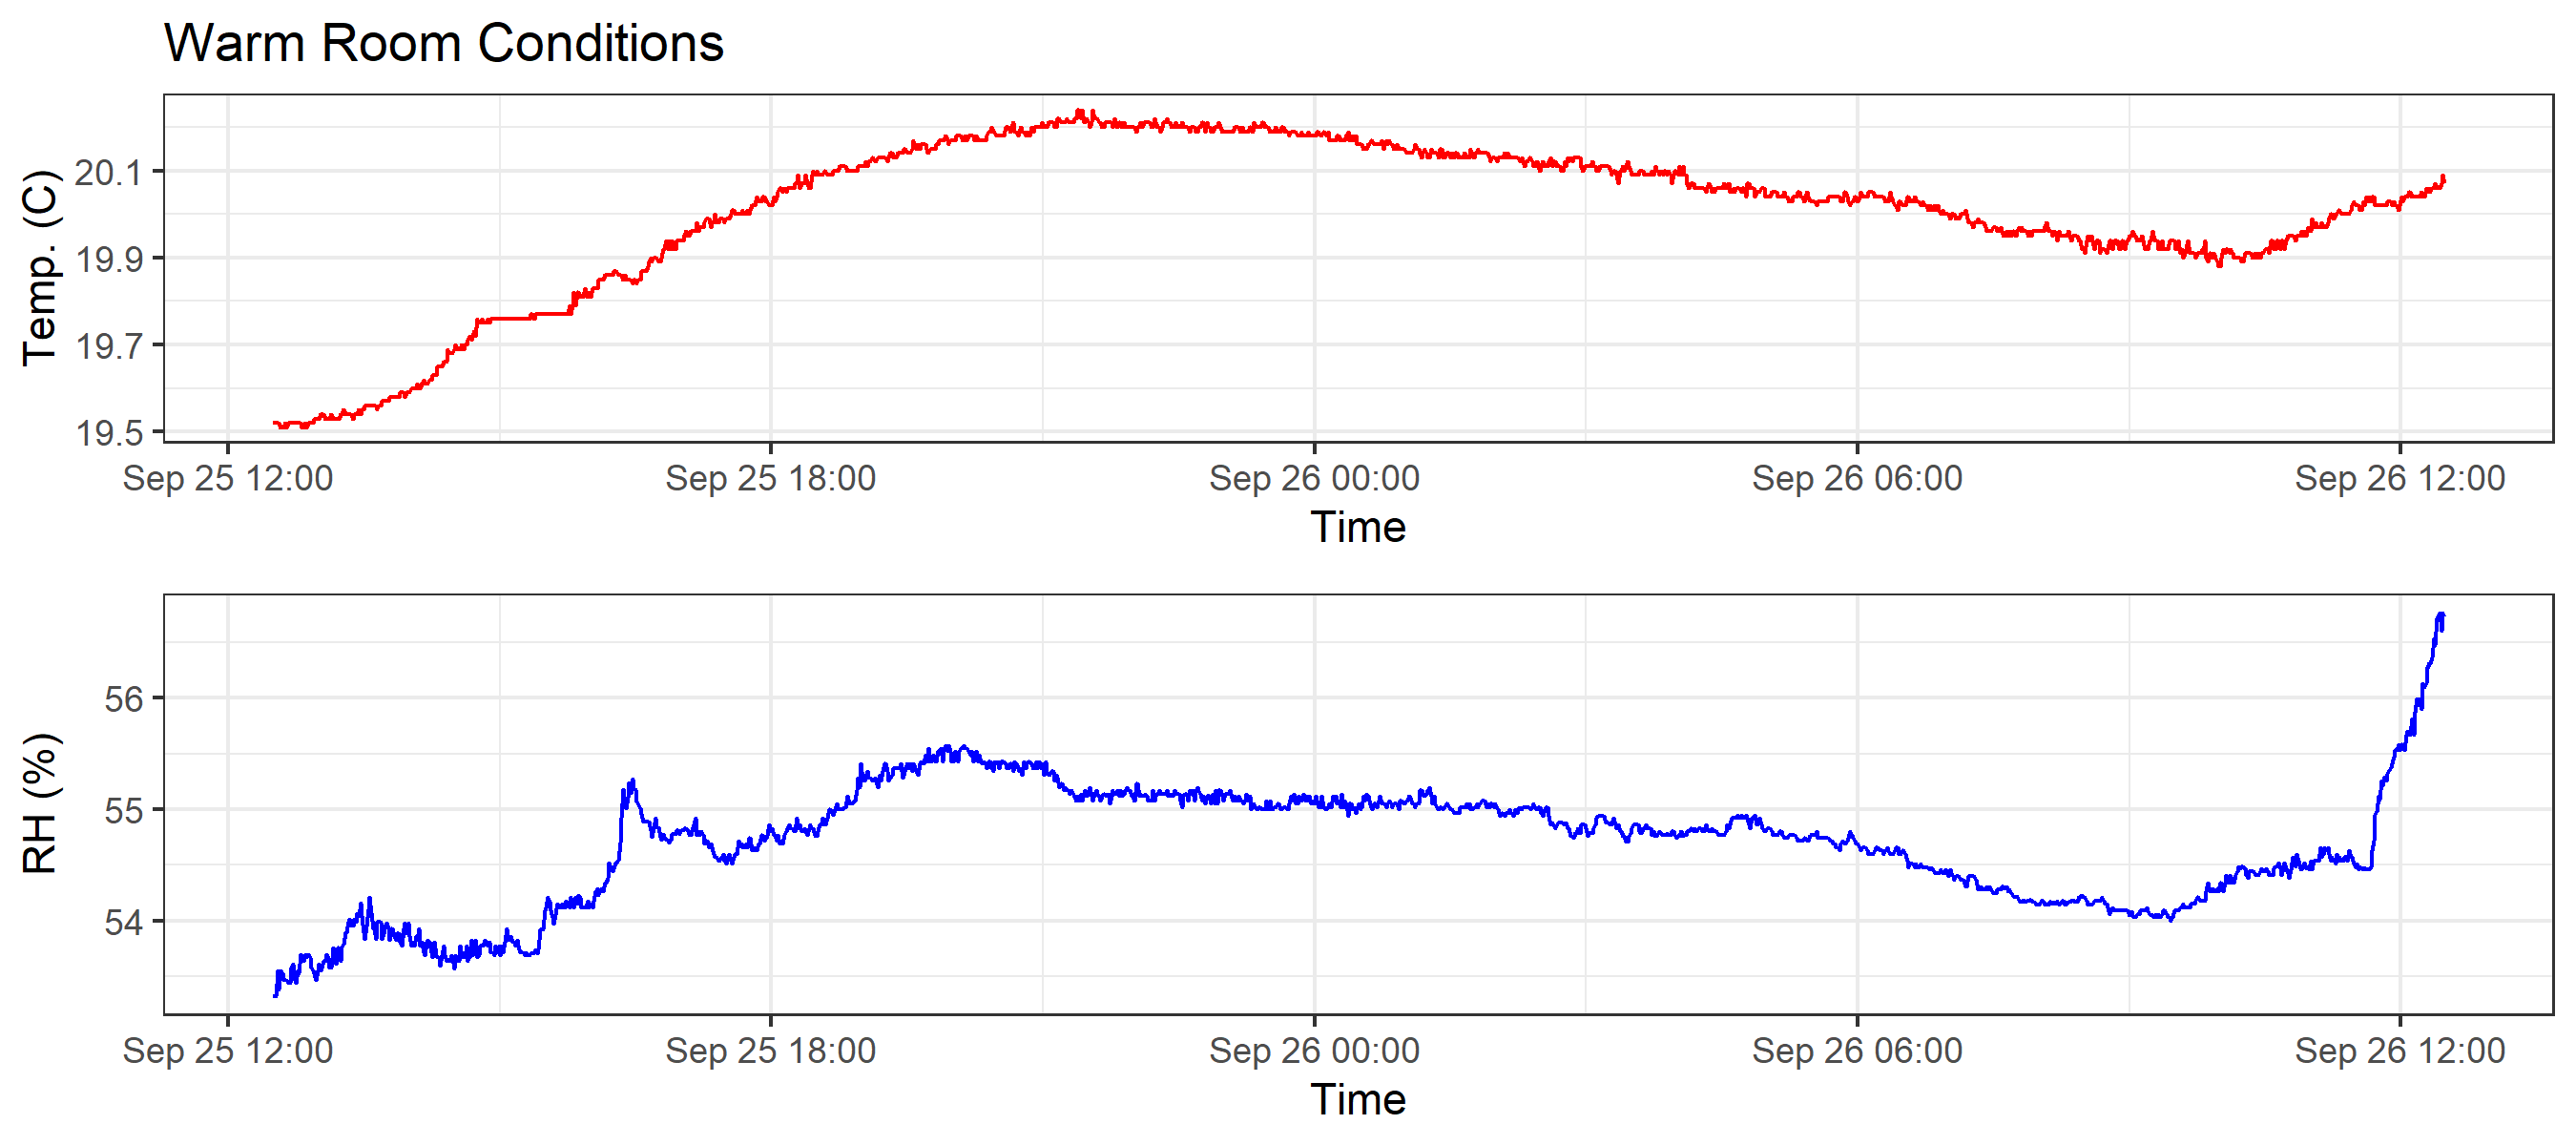 Warm Room Conditions
Temp. (C)
20.1
19.9
19.7
19.5
Sep 25 12:00 Sep 25 18:00 Sep 26 00:00 Sep 26 06:00 Sep 26 12:00
Time
RH (%)
56
55
54
Sep 25 12:00 Sep 25 18:00 Sep 26 00:00 Sep 26 06:00 Sep 26 12:00
Time